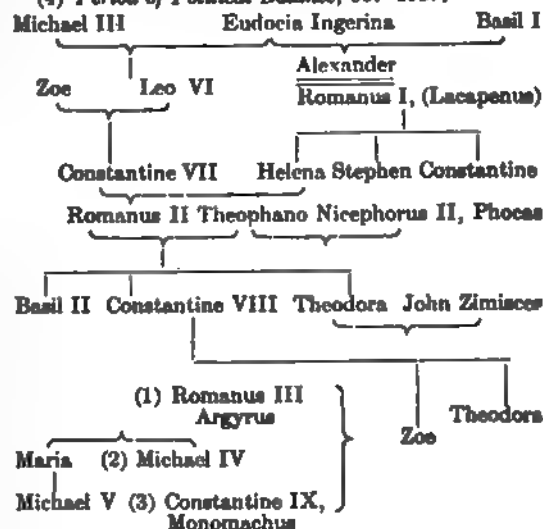 Michael III Eudocia Ingerina Basil I
Alexander
Zoe Leo VI Romanus I, (Lacapenus)
Constantine VII Helena Stephen Constantine
Romanus II Theophano Nicephorus II, Phocas
Basil II Constantine VIII Theodora John Zimisces
(1) Romanus III
Argyrus
Zoe Theodora
Maria (2) Michael IV
Michael V (3) Constantine IX,
Monomachus